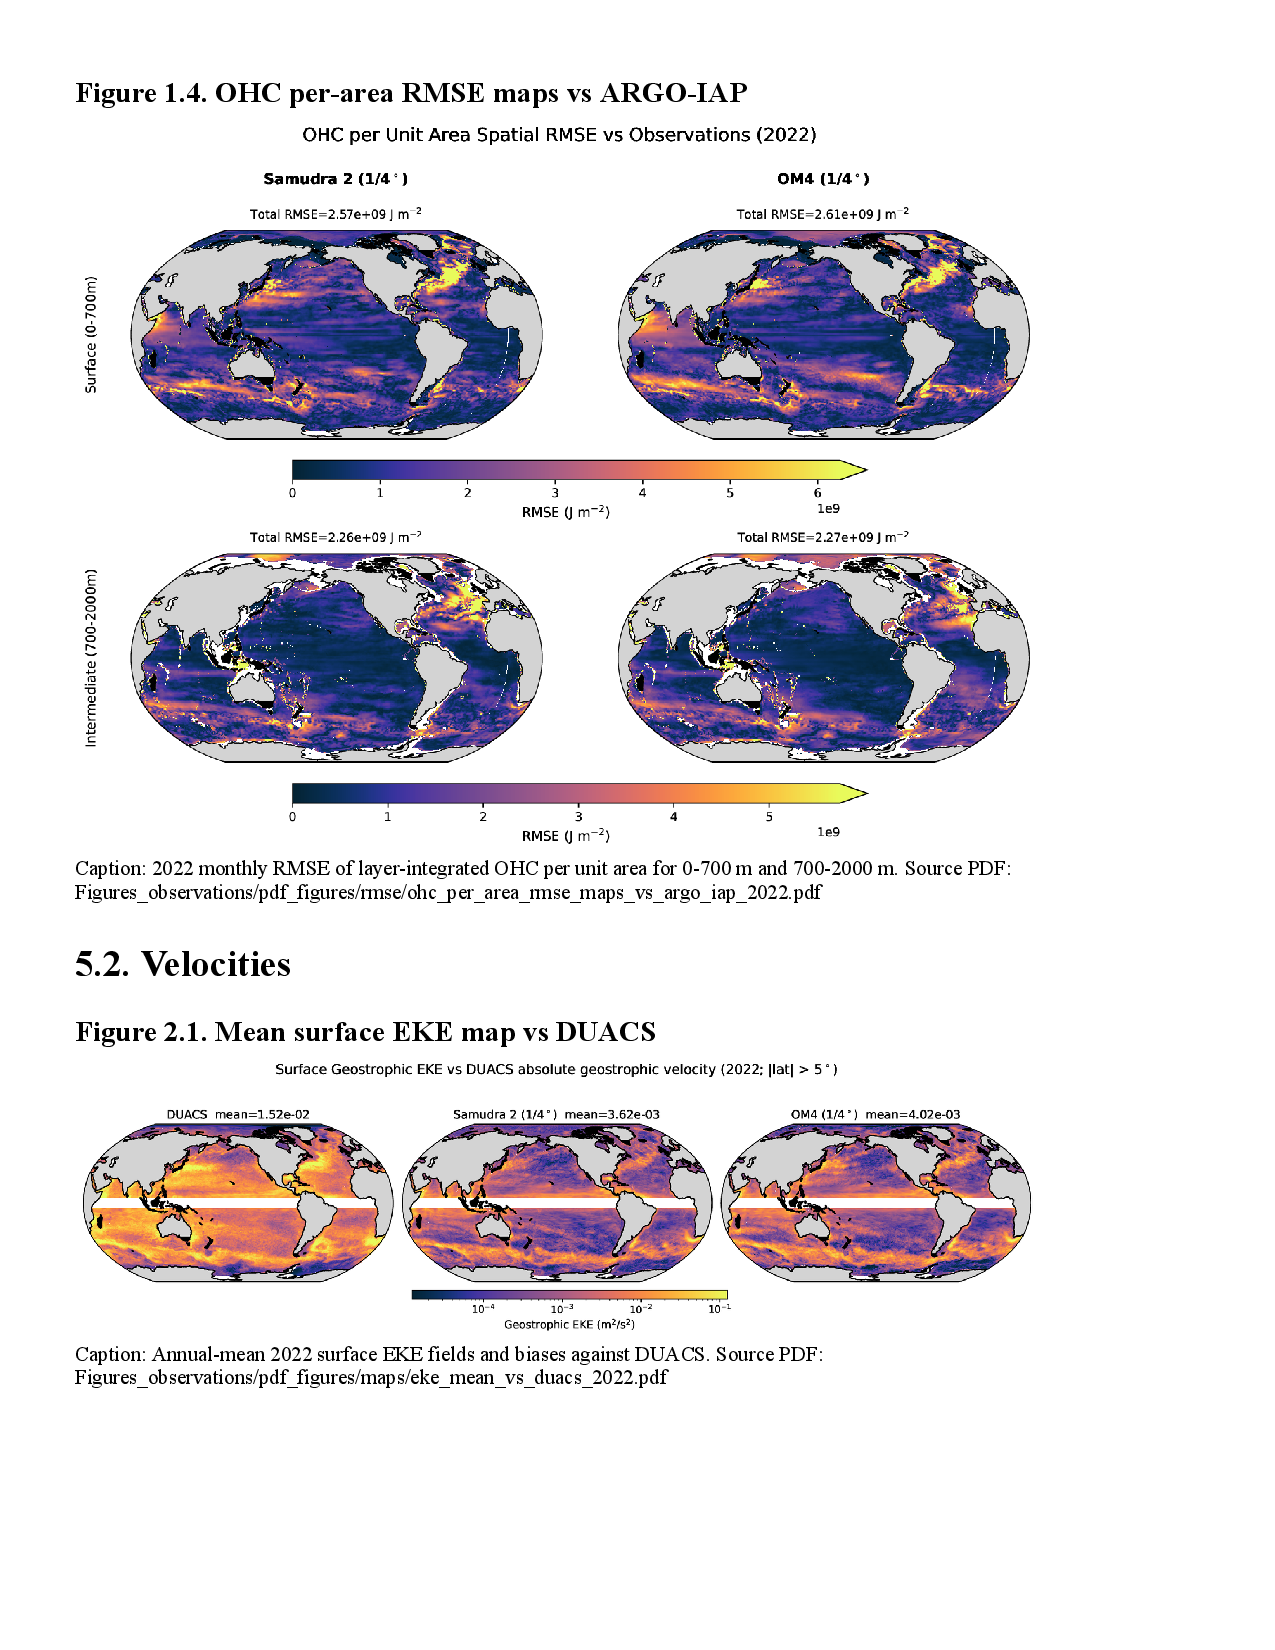 Figure 1.4. OHC per-area RMSE maps vs ARGO-IAP
OHC per Unit Area Spatial RMSE vs Observations (2022)
Samudra 2 (1/4°)
OM4 (1/4°)
Total RMSE=2.57e+09 J m⁻²
Total RMSE=2.61e+09 J m⁻²
Surface (0-700m)
0 1 2 3 4 5 6
1e9
RMSE (J m⁻²)
Total RMSE=2.26e+09 J m⁻²
Total RMSE=2.27e+09 J m⁻²
Intermediate (700-2000m)
0 1 2 3 4 5
1e9
RMSE (J m⁻²)
Caption: 2022 monthly RMSE of layer-integrated OHC per unit area for 0-700 m and 700-2000 m. Source PDF:
Figures_observations/pdf_figures/rmse/ohc_per_area_rmse_maps_vs_argo_iap_2022.pdf
5.2. Velocities
Figure 2.1. Mean surface EKE map vs DUACS
Surface Geostrophic EKE vs DUACS absolute geostrophic velocity (2022; |lat| > 5°)
DUACS mean=1.52e-02
Samudra 2 (1/4°) mean=3.62e-03
OM4 (1/4°) mean=4.02e-03
10⁻⁴ 10⁻³ 10⁻² 10⁻¹
Geostrophic EKE (m²/s²)
Caption: Annual-mean 2022 surface EKE fields and biases against DUACS. Source PDF:
Figures_observations/pdf_figures/maps/eke_mean_vs_duacs_2022.pdf